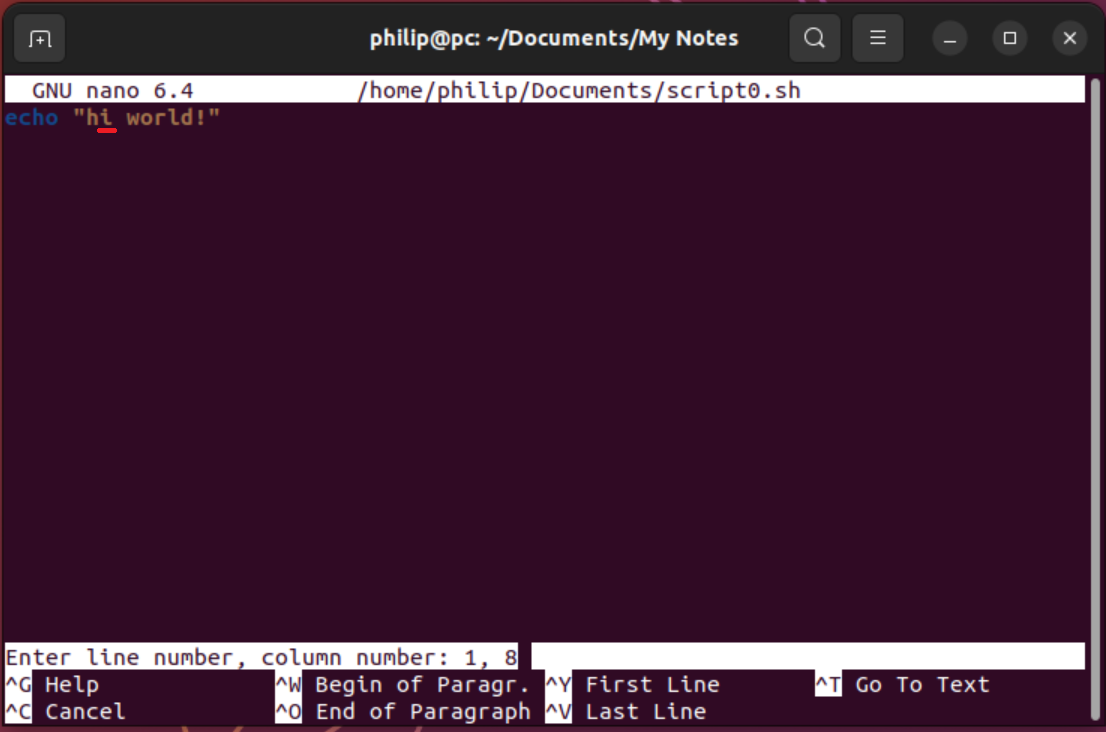 philip@pc: ~/Documents/My Notes
GNU nano 6.4 /home/philip/Documents/script0.sh
echo "hi world!"
Enter line number, column number: 1, 8
^G Help ^W Begin of Paragr. ^Y First Line ^T Go To Text
^C Cancel ^O End of Paragraph ^V Last Line